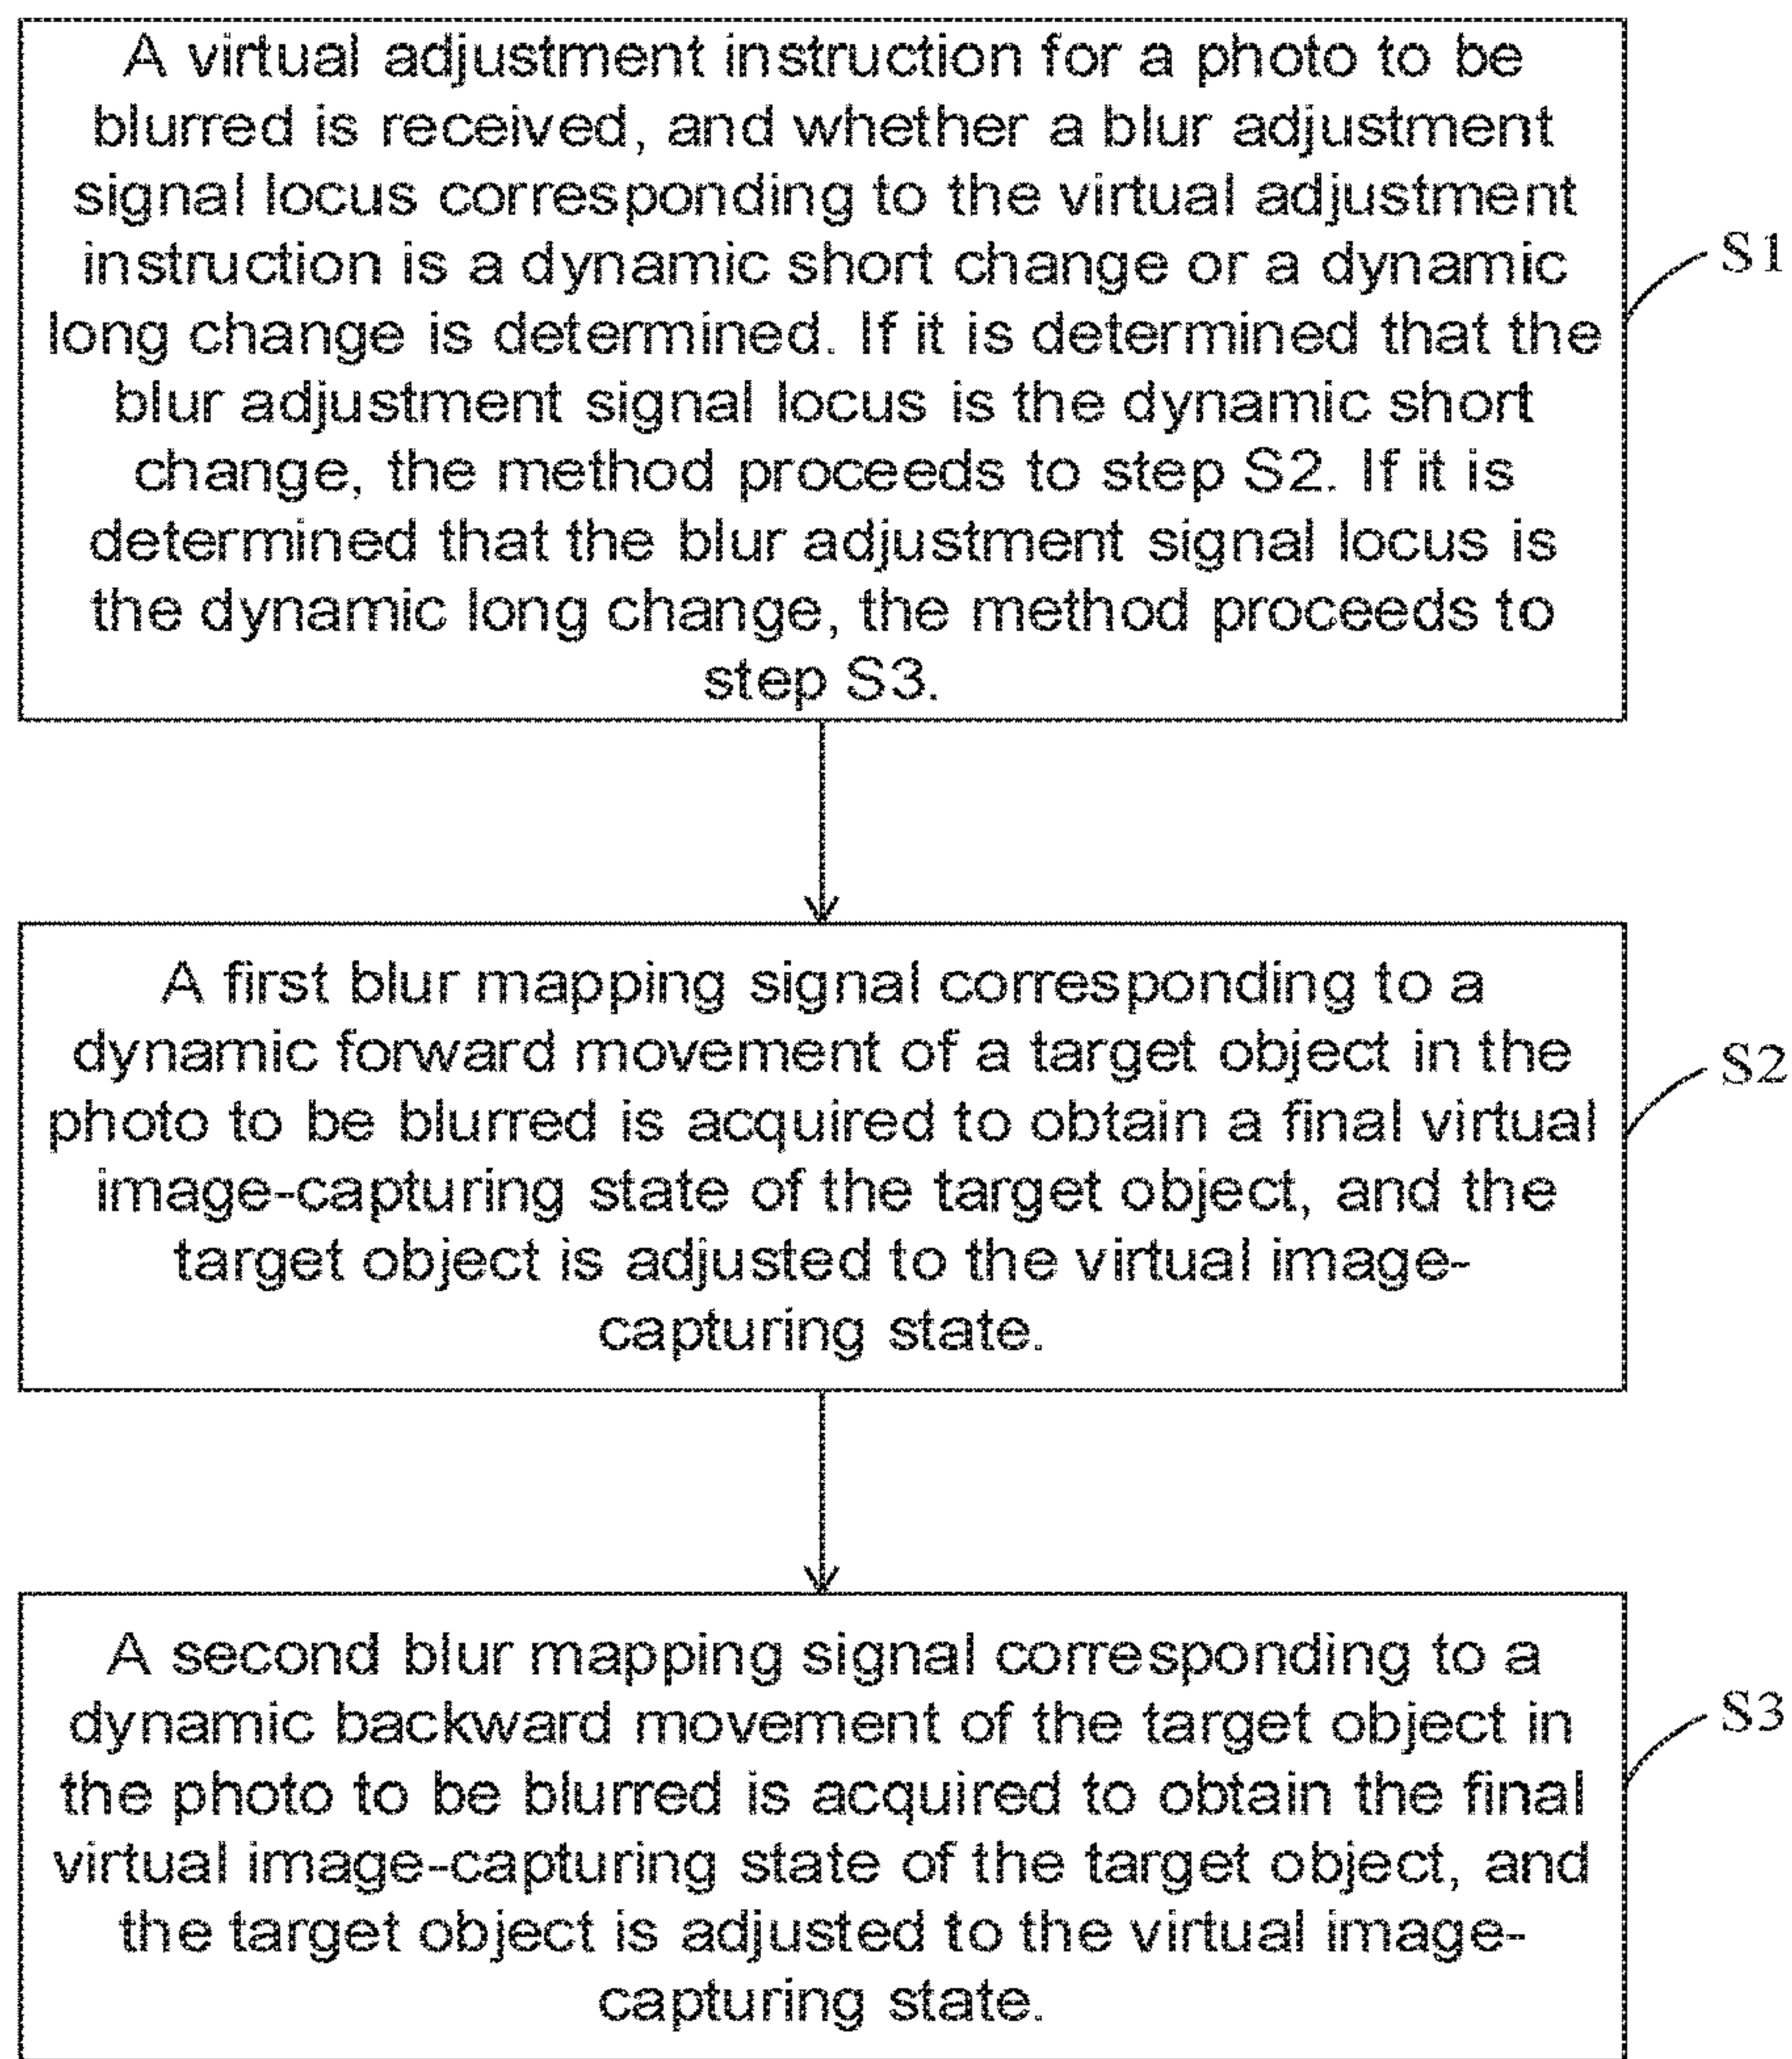 A virtual adjustment instruction for a photo to be
blurred is received, and whether a blur adjustment
signal locus corresponding to the virtual adjustment
instruction is a dynamic short change or a dynamic
long change is determined. If it is determined that the
blur adjustment signal locus is the dynamic short
change, the method proceeds to step S2. If it is
determined that the blur adjustment signal locus is
the dynamic long change, the method proceeds to
step S3.
S1
A first blur mapping signal corresponding to a
dynamic forward movement of a target object in the
photo to be blurred is acquired to obtain a final virtual
image-capturing state of the target object, and the
target object is adjusted to the virtual image-
capturing state.
S2
A second blur mapping signal corresponding to a
dynamic backward movement of the target object in
the photo to be blurred is acquired to obtain the final
virtual image-capturing state of the target object, and
the target object is adjusted to the virtual image-
capturing state.
S3